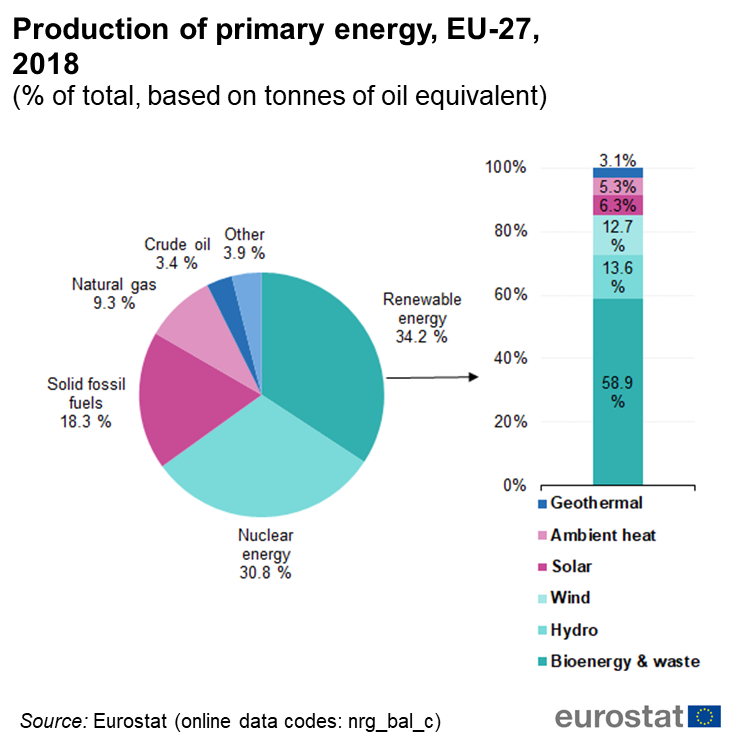 Production of primary energy, EU-27,
2018
(% of total, based on tonnes of oil equivalent)
Other
3.9 %
Crude oil
3.4 %
Natural gas
9.3 %
Solid fossil
fuels
18.3 %
Renewable
energy
34.2 %
Nuclear
energy
30.8 %
100%
80%
60%
40%
20%
0%
3.1%
5.3%
6.3%
12.7
%
13.6
%
58.9
%
Geothermal
Ambient heat
Solar
Wind
Hydro
Bioenergy & waste
Source: Eurostat (online data codes: nrg_bal_c)
eurostat